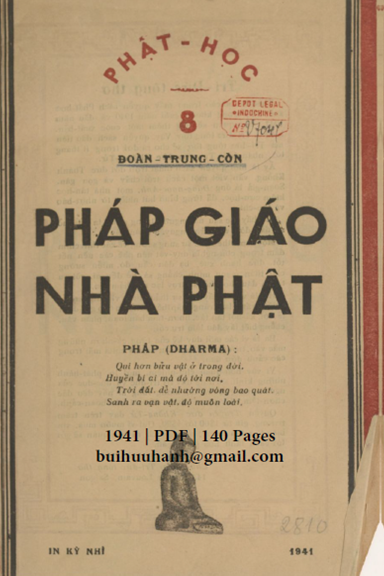 PHẬT-HỌC
8
DEPOT LEGAL
INDOCHINE
ĐOÀN-TRUNG-CÒN
PHÁP GIÁO
NHÀ PHẬT
PHÁP (DHARMA) :
Quí hơn bửu vật ở trong đời.
Huyền bí ai mà độ tới nơi,
Trời đất. dễ nhường vòng bao quát.
Sanh ra vạn vật. độ muôn loài.
1941 | PDF | 140 Pages
buihuuhanh@gmail.com
2810
IN KỲ NHÌ
1941